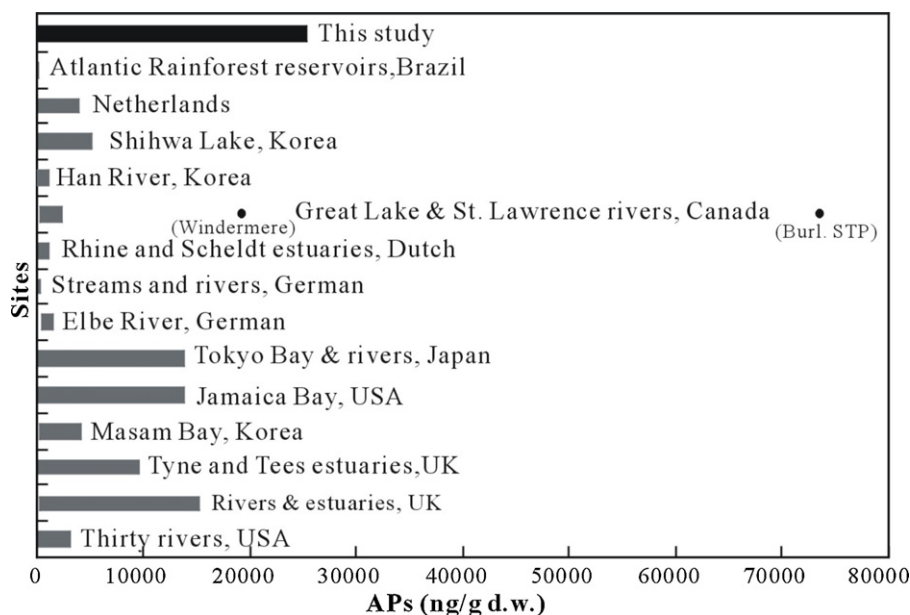 This study
Atlantic Rainforest reservoirs,Brazil
Netherlands
Shihwa Lake, Korea
Han River, Korea
Great Lake & St. Lawrence rivers, Canada
(Windermere)
(Burl. STP)
Rhine and Scheldt estuaries, Dutch
Streams and rivers, German
Elbe River, German
Tokyo Bay & rivers, Japan
Jamaica Bay, USA
Masam Bay, Korea
Tyne and Tees estuaries,UK
Rivers & estuaries, UK
Thirty rivers, USA
Sites
0 10000 20000 30000 40000 50000 60000 70000 80000
APs (ng/g d.w.)